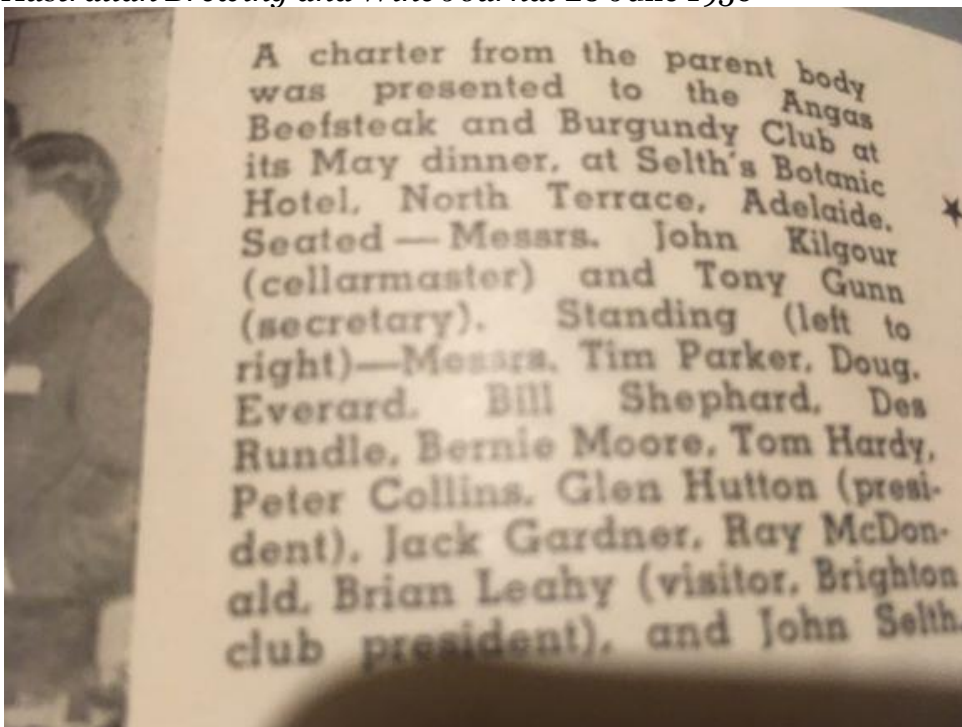 A charter from the parent body
was presented to the Angas
Beefsteak and Burgundy Club at
its May dinner, at Selth's Botanic
Hotel, North Terrace, Adelaide.
Seated — Messrs. John Kilgour
(cellarmaster) and Tony Gunn
(secretary). Standing (left to
right)—Messrs. Tim Parker, Doug.
Everard, Bill Shephard, Des
Rundle, Bernie Moore, Tom Hardy,
Peter Collins, Glen Hutton (presi-
dent), Jack Gardner, Ray McDon-
ald, Brian Leahy (visitor, Brighton
club president), and John Selth.